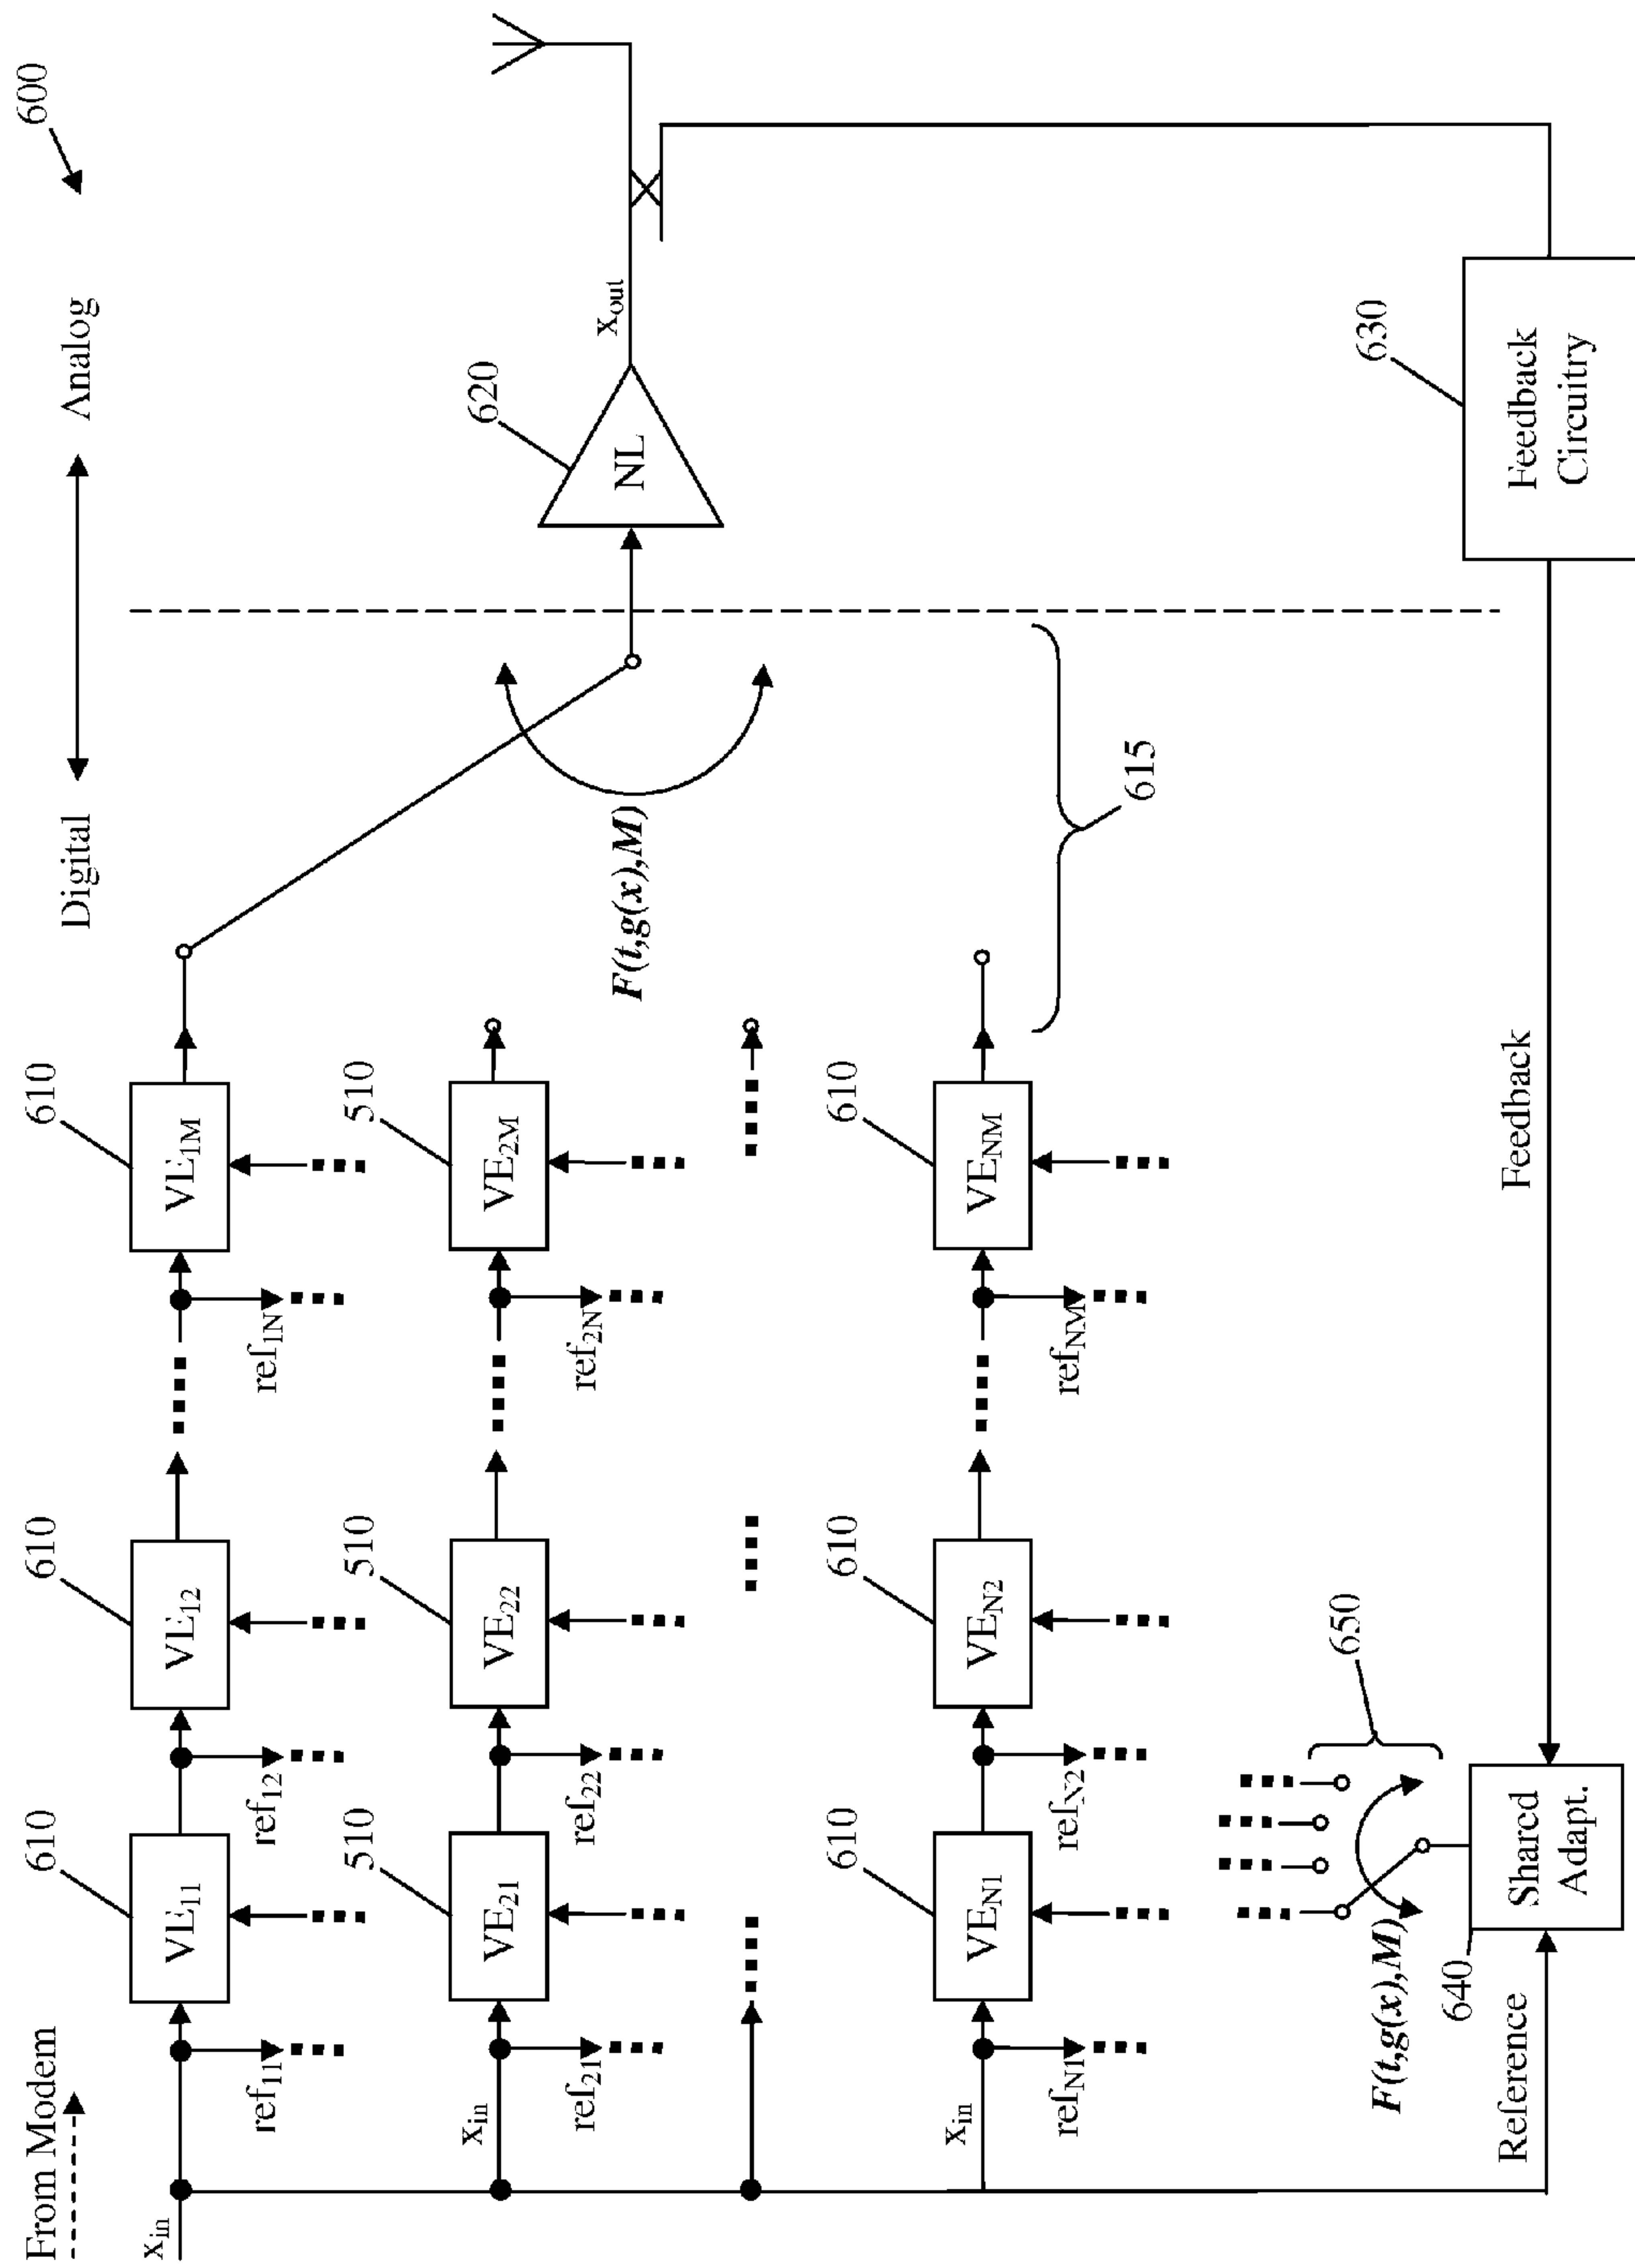 600
Digital
Analog
From Modem
610
610
610
x_in
VE_11
VE_12
VE_1M
ref_11
ref_12
ref_1N
510
510
510
620
x_in
VE_21
VE_22
VE_2M
NL
x_out
ref_21
ref_22
ref_2N
F(t,g(x),M)
610
610
610
x_in
VE_N1
VE_N2
VE_NM
ref_N1
ref_N2
ref_NM
615
650
F(t,g(x),M)
640
630
Reference
Shared
Adapt.
Feedback
Feedback
Circuitry